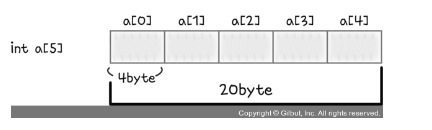 a[0] a[1] a[2] a[3] a[4]
int a[5]
4byte
20byte
Copyright © Gilbut, Inc. All rights reserved.